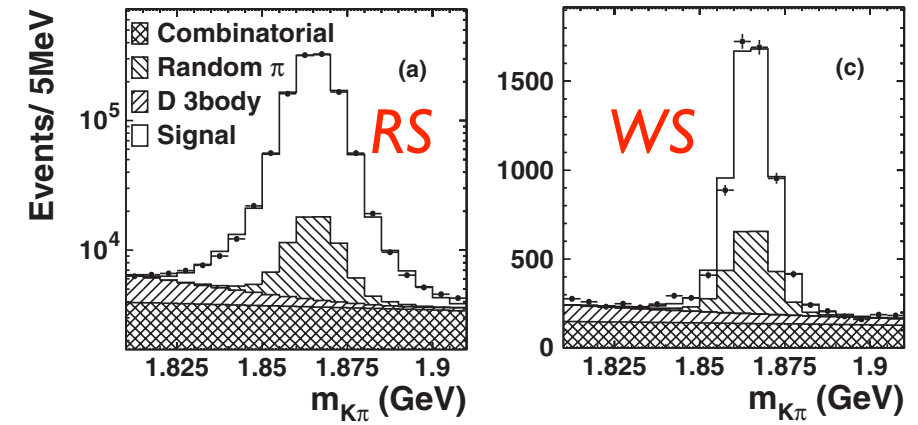 Events/ 5MeV
Combinatorial
Random π
D 3body
Signal
(a)
RS
10⁵
10⁴
1.825 1.85 1.875 1.9
m_Kπ (GeV)
(c)
WS
1500
1000
500
0
1.825 1.85 1.875 1.9
m_Kπ (GeV)